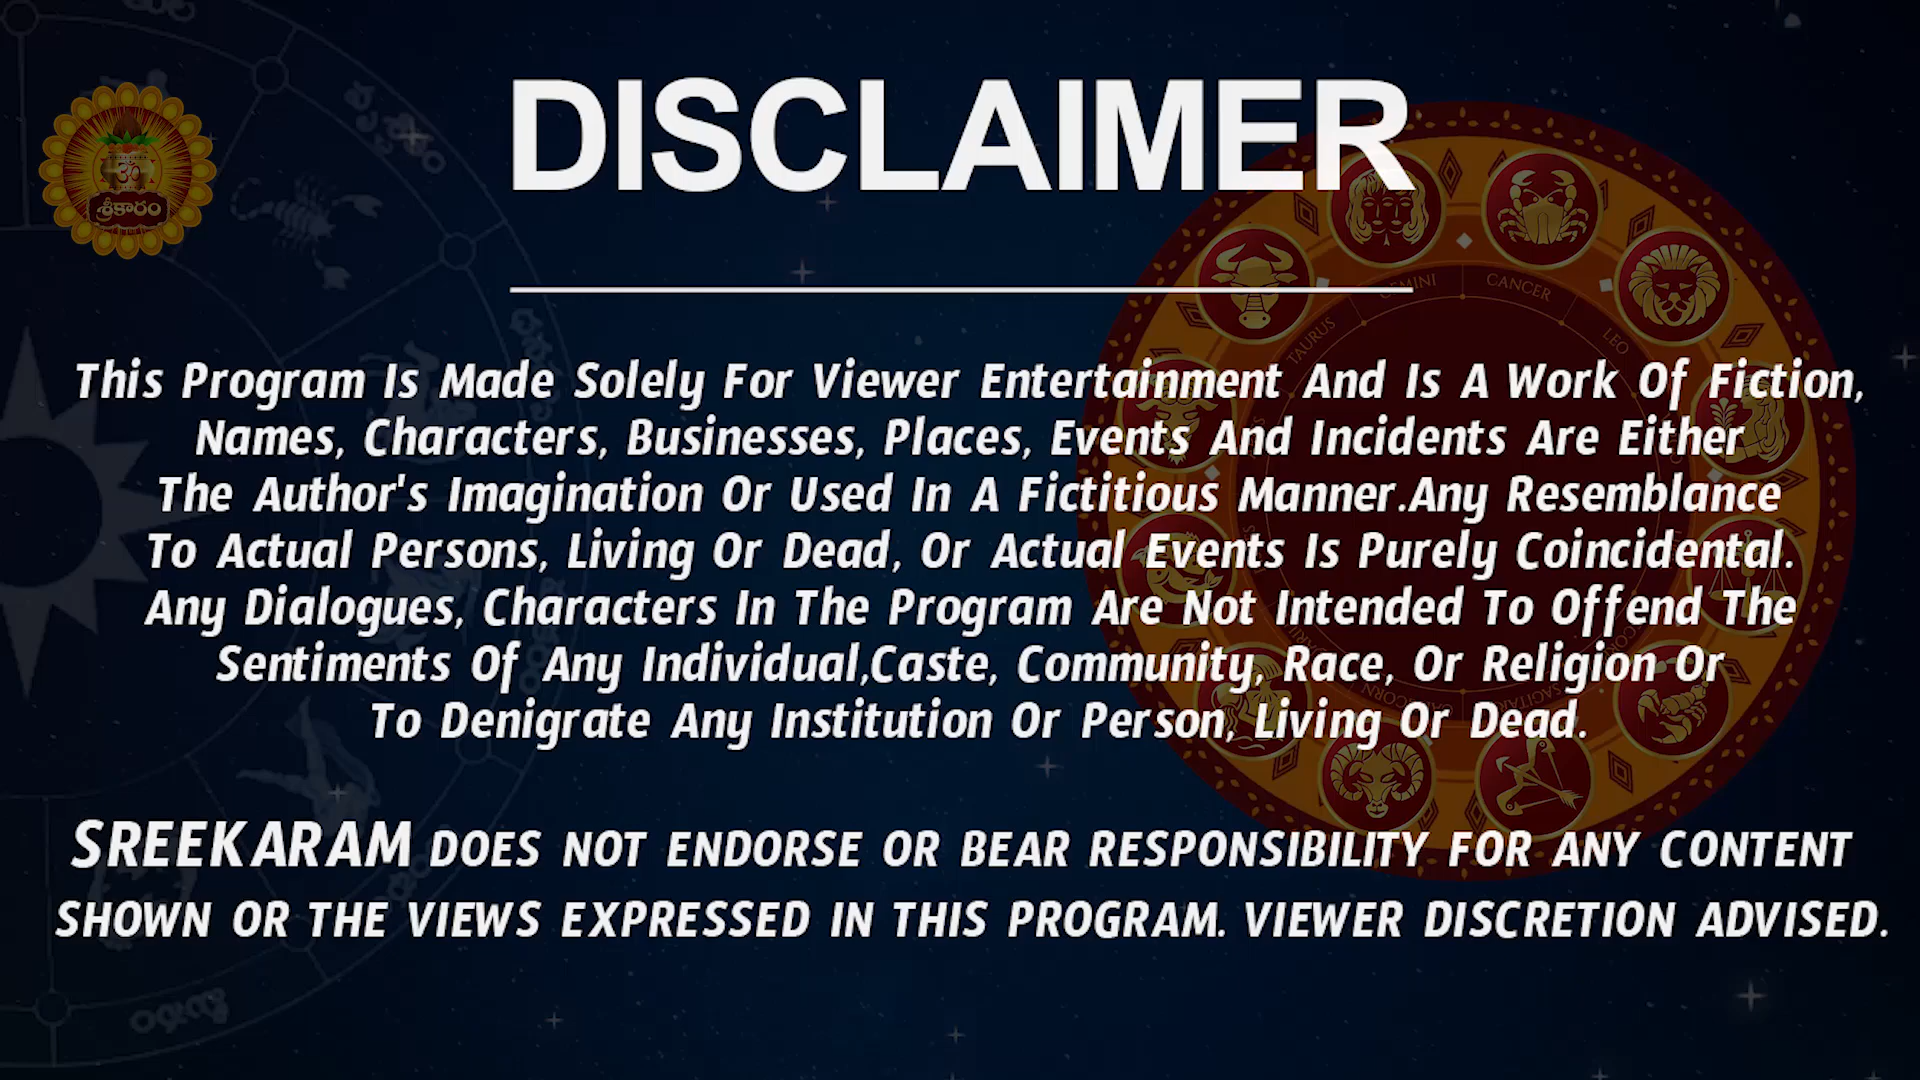 DISCLAIMER
ॐ
శ్రీకారం
GEMINI
CANCER
TAURUS
LEO
This Program Is Made Solely For Viewer Entertainment And Is A Work Of Fiction,
Names, Characters, Businesses, Places, Events And Incidents Are Either
The Author's Imagination Or Used In A Fictitious Manner.Any Resemblance
To Actual Persons, Living Or Dead, Or Actual Events Is Purely Coincidental.
Any Dialogues, Characters In The Program Are Not Intended To Offend The
Sentiments Of Any Individual,Caste, Community, Race, Or Religion Or
To Denigrate Any Institution Or Person, Living Or Dead.
SREEKARAM DOES NOT ENDORSE OR BEAR RESPONSIBILITY FOR ANY CONTENT
SHOWN OR THE VIEWS EXPRESSED IN THIS PROGRAM. VIEWER DISCRETION ADVISED.